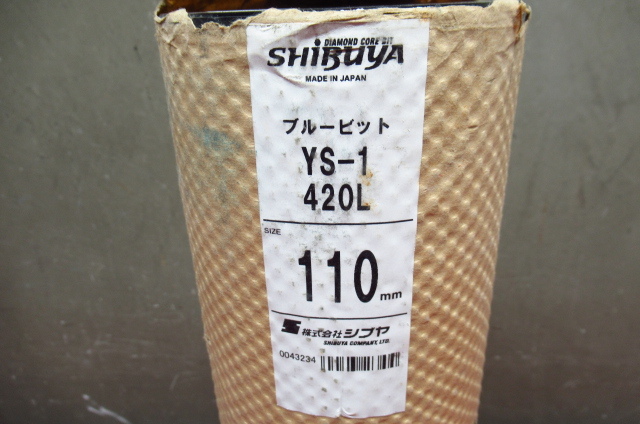 DIAMOND CORE BIT
SHIBUYA
MADE IN JAPAN
ブルービット
YS-1
420L
SIZE
110mm
株式会社シブヤ
SHIBUYA COMPANY, LTD.
0043234